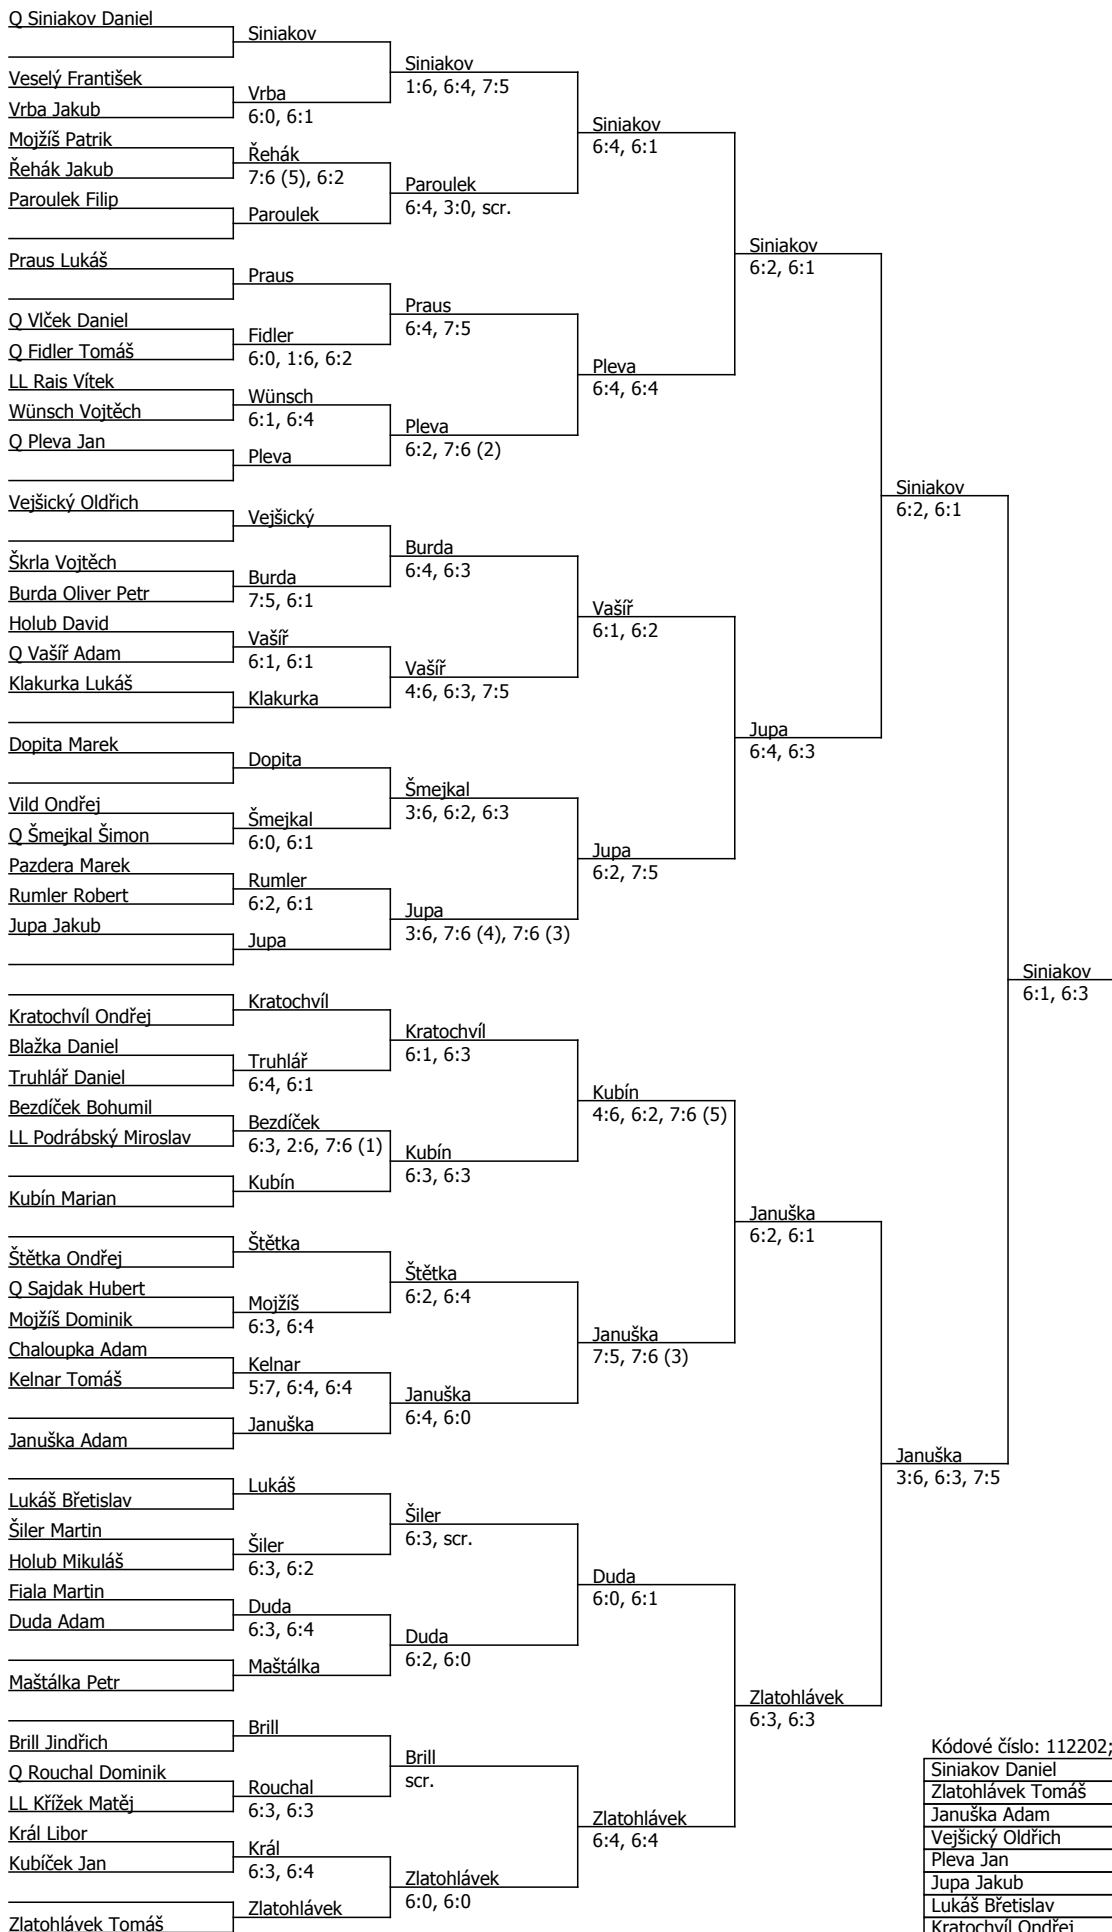 Q Siniakov Daniel
Veselý František
Vrba Jakub
Mojžíš Patrik
Řehák Jakub
Paroulek Filip
Praus Lukáš
Q Vlček Daniel
Q Fidler Tomáš
LL Rais Vítek
Wünsch Vojtěch
Q Pleva Jan
Vejšický Oldřich
Škrla Vojtěch
Burda Oliver Petr
Holub David
Q Vašíř Adam
Klakurka Lukáš
Dopita Marek
Vild Ondřej
Q Šmejkal Šimon
Pazdera Marek
Rumler Robert
Jupa Jakub
Kratochvíl Ondřej
Blažka Daniel
Truhlář Daniel
Bezdíček Bohumil
LL Podrábský Miroslav
Kubín Marian
Štětka Ondřej
Q Sajdak Hubert
Mojžíš Dominik
Chaloupka Adam
Kelnar Tomáš
Januška Adam
Lukáš Břetislav
Šiler Martin
Holub Mikuláš
Fiala Martin
Duda Adam
Maštálka Petr
Brill Jindřich
Q Rouchal Dominik
LL Křížek Matěj
Král Libor
Kubíček Jan
Zlatohlávek Tomáš
Siniakov
Vrba
6:0, 6:1
Řehák
7:6 (5), 6:2
Paroulek
Praus
Fidler
6:0, 1:6, 6:2
Wünsch
6:1, 6:4
Pleva
Vejšický
Burda
7:5, 6:1
Vašíř
6:1, 6:1
Klakurka
Dopita
Šmejkal
6:0, 6:1
Rumler
6:2, 6:1
Jupa
Kratochvíl
Truhlář
6:4, 6:1
Bezdíček
6:3, 2:6, 7:6 (1)
Kubín
Štětka
Mojžíš
6:3, 6:4
Kelnar
5:7, 6:4, 6:4
Januška
Lukáš
Šiler
6:3, 6:2
Duda
6:3, 6:4
Maštálka
Brill
Rouchal
6:3, 6:3
Král
6:3, 6:4
Zlatohlávek
Siniakov
1:6, 6:4, 7:5
Paroulek
6:4, 3:0, scr.
Praus
6:4, 7:5
Pleva
6:2, 7:6 (2)
Burda
6:4, 6:3
Vašíř
4:6, 6:3, 7:5
Šmejkal
3:6, 6:2, 6:3
Jupa
3:6, 7:6 (4), 7:6 (3)
Kratochvíl
6:1, 6:3
Kubín
6:3, 6:3
Štětka
6:2, 6:4
Januška
6:4, 6:0
Šiler
6:3, scr.
Duda
6:2, 6:0
Brill
scr.
Zlatohlávek
6:0, 6:0
Siniakov
6:4, 6:1
Pleva
6:4, 6:4
Vašíř
6:1, 6:2
Jupa
6:2, 7:5
Kubín
4:6, 6:2, 7:6 (5)
Januška
7:5, 7:6 (3)
Duda
6:0, 6:1
Zlatohlávek
6:4, 6:4
Siniakov
6:2, 6:1
Jupa
6:4, 6:3
Januška
6:2, 6:1
Zlatohlávek
6:3, 6:3
Siniakov
6:2, 6:1
Januška
3:6, 6:3, 7:5
Siniakov
6:1, 6:3
Kódové číslo: 112202;
Siniakov Daniel
Zlatohlávek Tomáš
Januška Adam
Vejšický Oldřich
Pleva Jan
Jupa Jakub
Lukáš Břetislav
Kratochvíl Ondřej